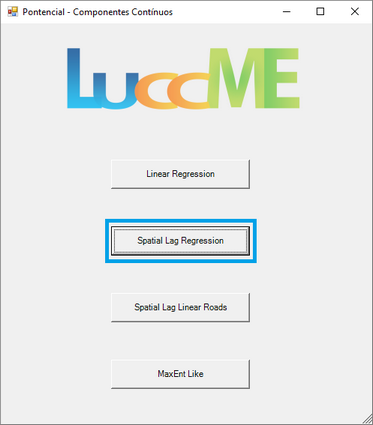 Pontencial - Componentes Contínuos
LuccME
Linear Regression
Spatial Lag Regression
Spatial Lag Linear Roads
MaxEnt Like